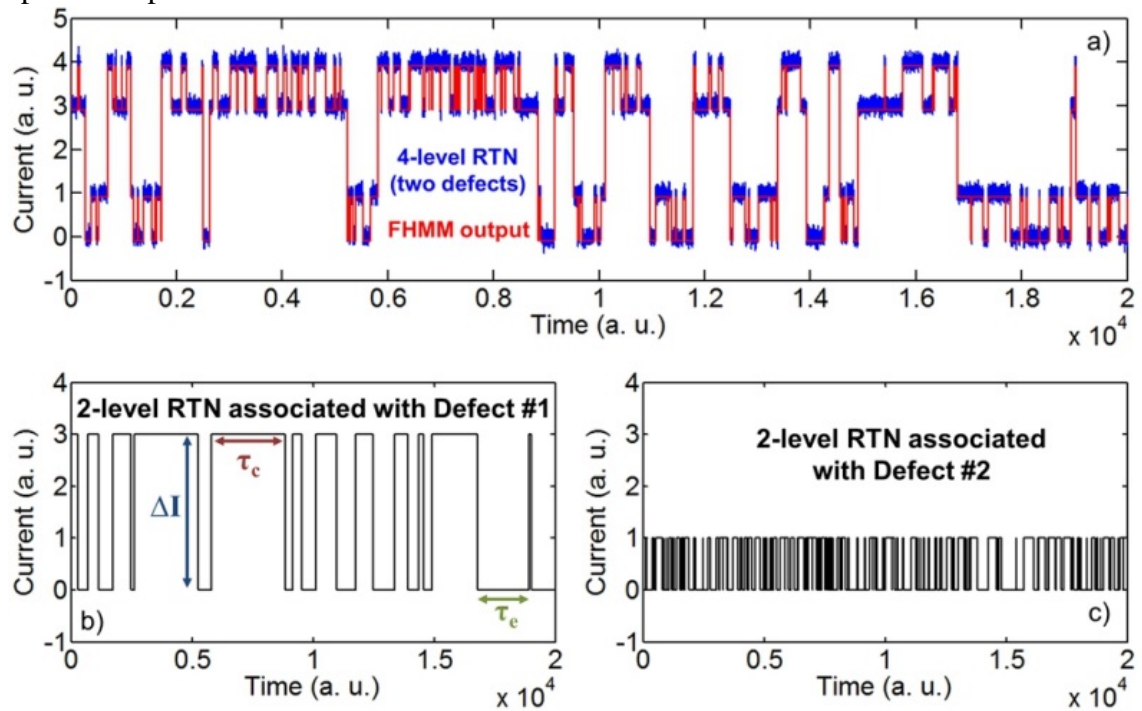 5
4
3
2
1
0
-1
Current (a. u.)
a)
4-level RTN
(two defects)
FHMM output
0 0.2 0.4 0.6 0.8 1 1.2 1.4 1.6 1.8 2
Time (a. u.)
x 10⁴
4
3
2
1
0
-1
Current (a. u.)
2-level RTN associated with Defect #1
ΔI
τc
τe
b)
0 0.5 1 1.5 2
Time (a. u.)
x 10⁴
4
3
2
1
0
-1
Current (a. u.)
2-level RTN associated
with Defect #2
c)
0 0.5 1 1.5 2
Time (a. u.)
x 10⁴